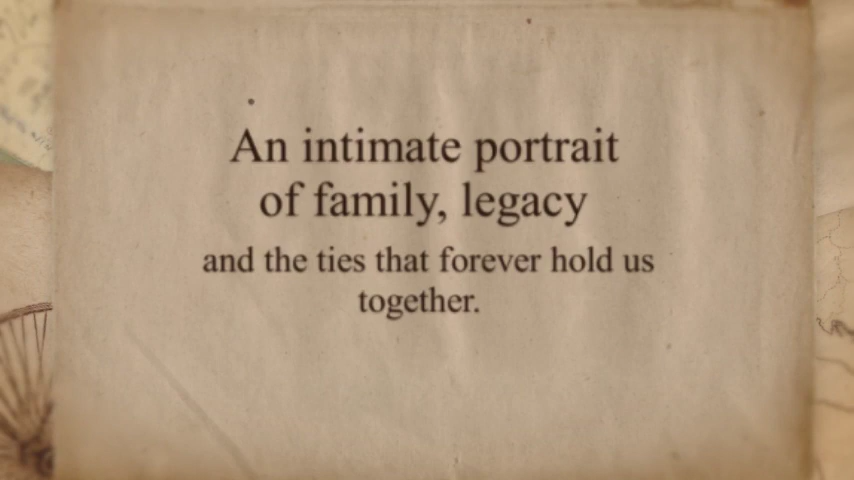 An intimate portrait
of family, legacy
and the ties that forever hold us
together.